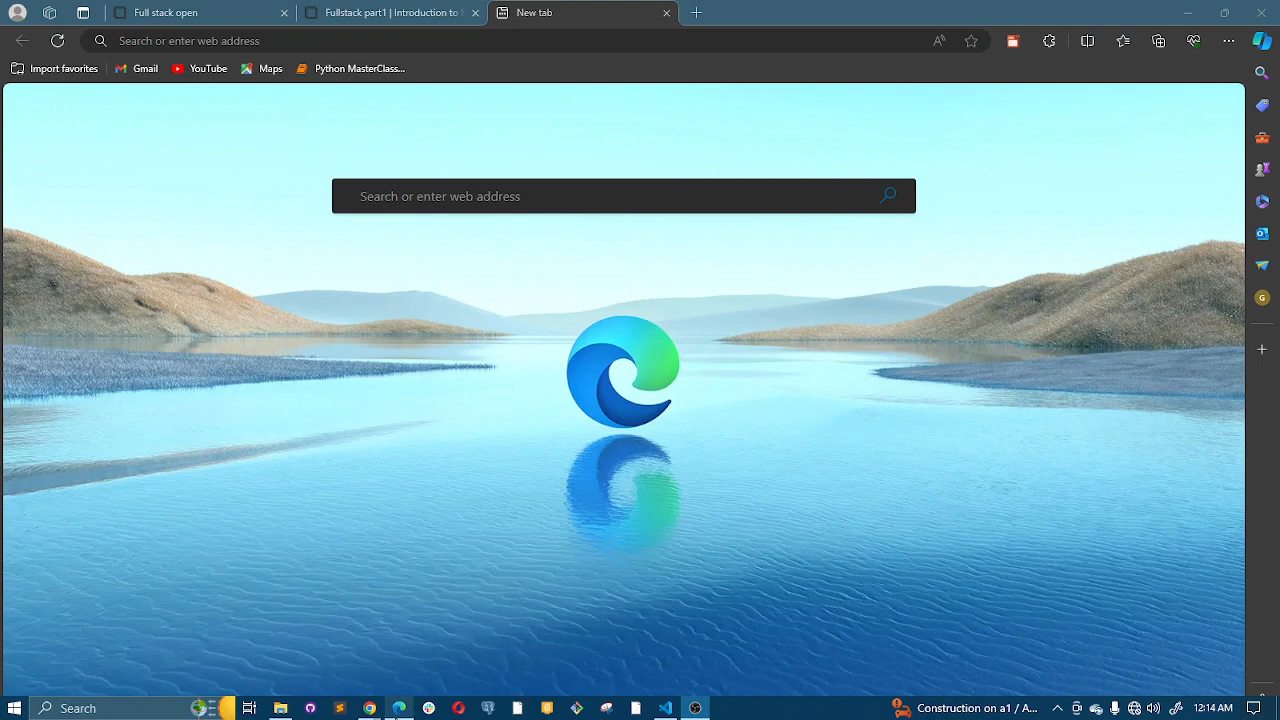 Full stack open
Fullstack part1 | Introduction to
New tab
Search or enter web address
Import favorites
Gmail
YouTube
Maps
Python MasterClass...
Search or enter web address
G
Search
Construction on a1 / A...
12:14 AM